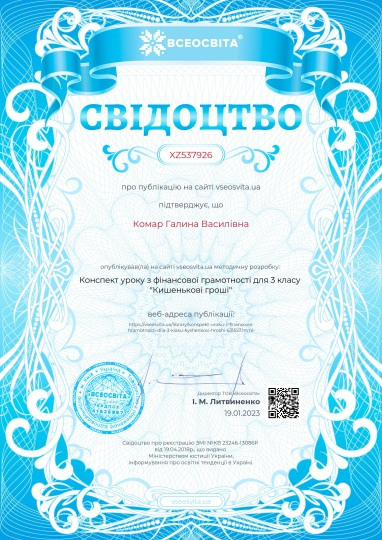 ВСЕОСВІТА
СВІДОЦТВО
XZ537926
про публікацію на сайті vseosvita.ua
підтверджує, що
Комар Галина Василівна
опублікував(ла) на сайті vseosvita.ua методичну розробку:
Конспект уроку з фінансової грамотності для 3 класу
"Кишенькові гроші"
веб-адреса публікації:
Директор ТОВ «Всеосвіта»
І. М. Литвиненко
19.01.2023
ВСЕОСВІТА
Свідоцтво про реєстрацію ЗМІ №КВ 23246-13086Р
від 19.04.2018р., що видано
Міністерством юстиції України,
інформування про освітні тенденції в Україні.
vseosvita.ua